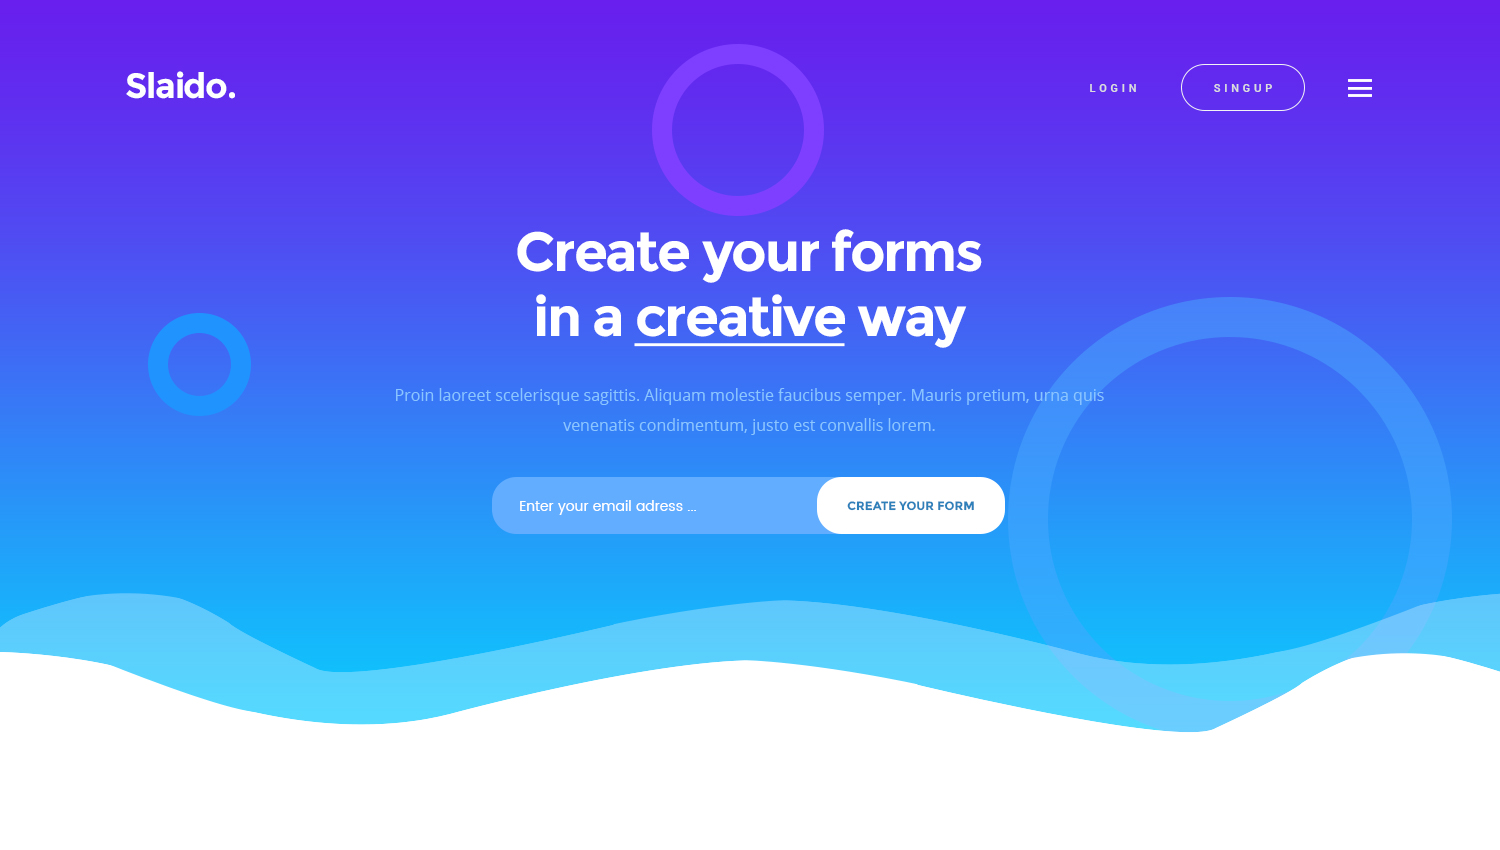 Slaido.
LOGIN
SINGUP
Create your forms
in a creative way
Proin laoreet scelerisque sagittis. Aliquam molestie faucibus semper. Mauris pretium, urna quis
venenatis condimentum, justo est convallis lorem.
Enter your email adress ...
CREATE YOUR FORM